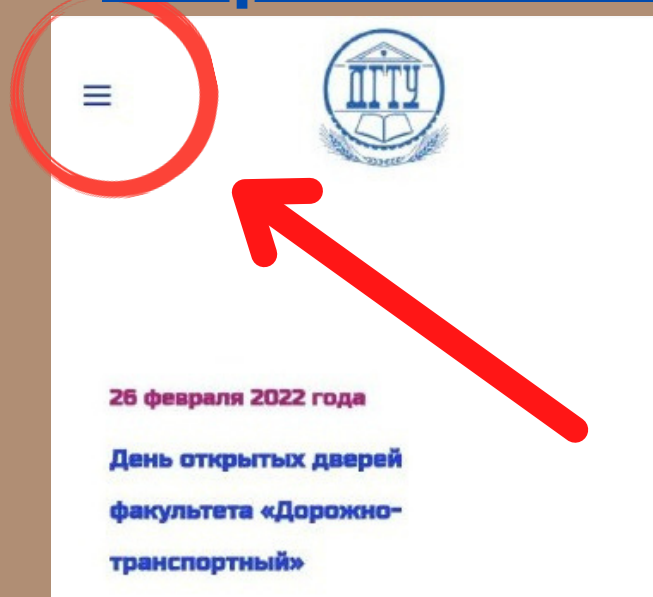 ДГТУ
26 февраля 2022 года
День открытых дверей
факультета «Дорожно-
транспортный»